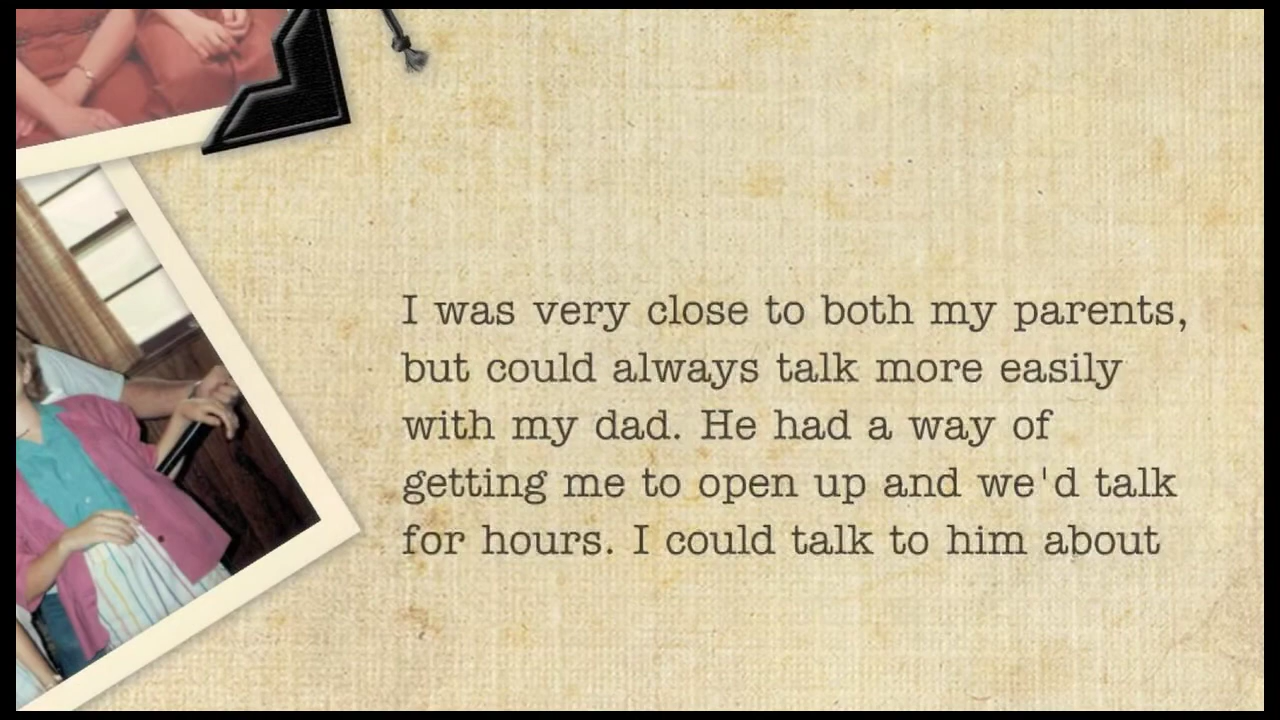 I was very close to both my parents,
but could always talk more easily
with my dad. He had a way of
getting me to open up and we'd talk
for hours. I could talk to him about